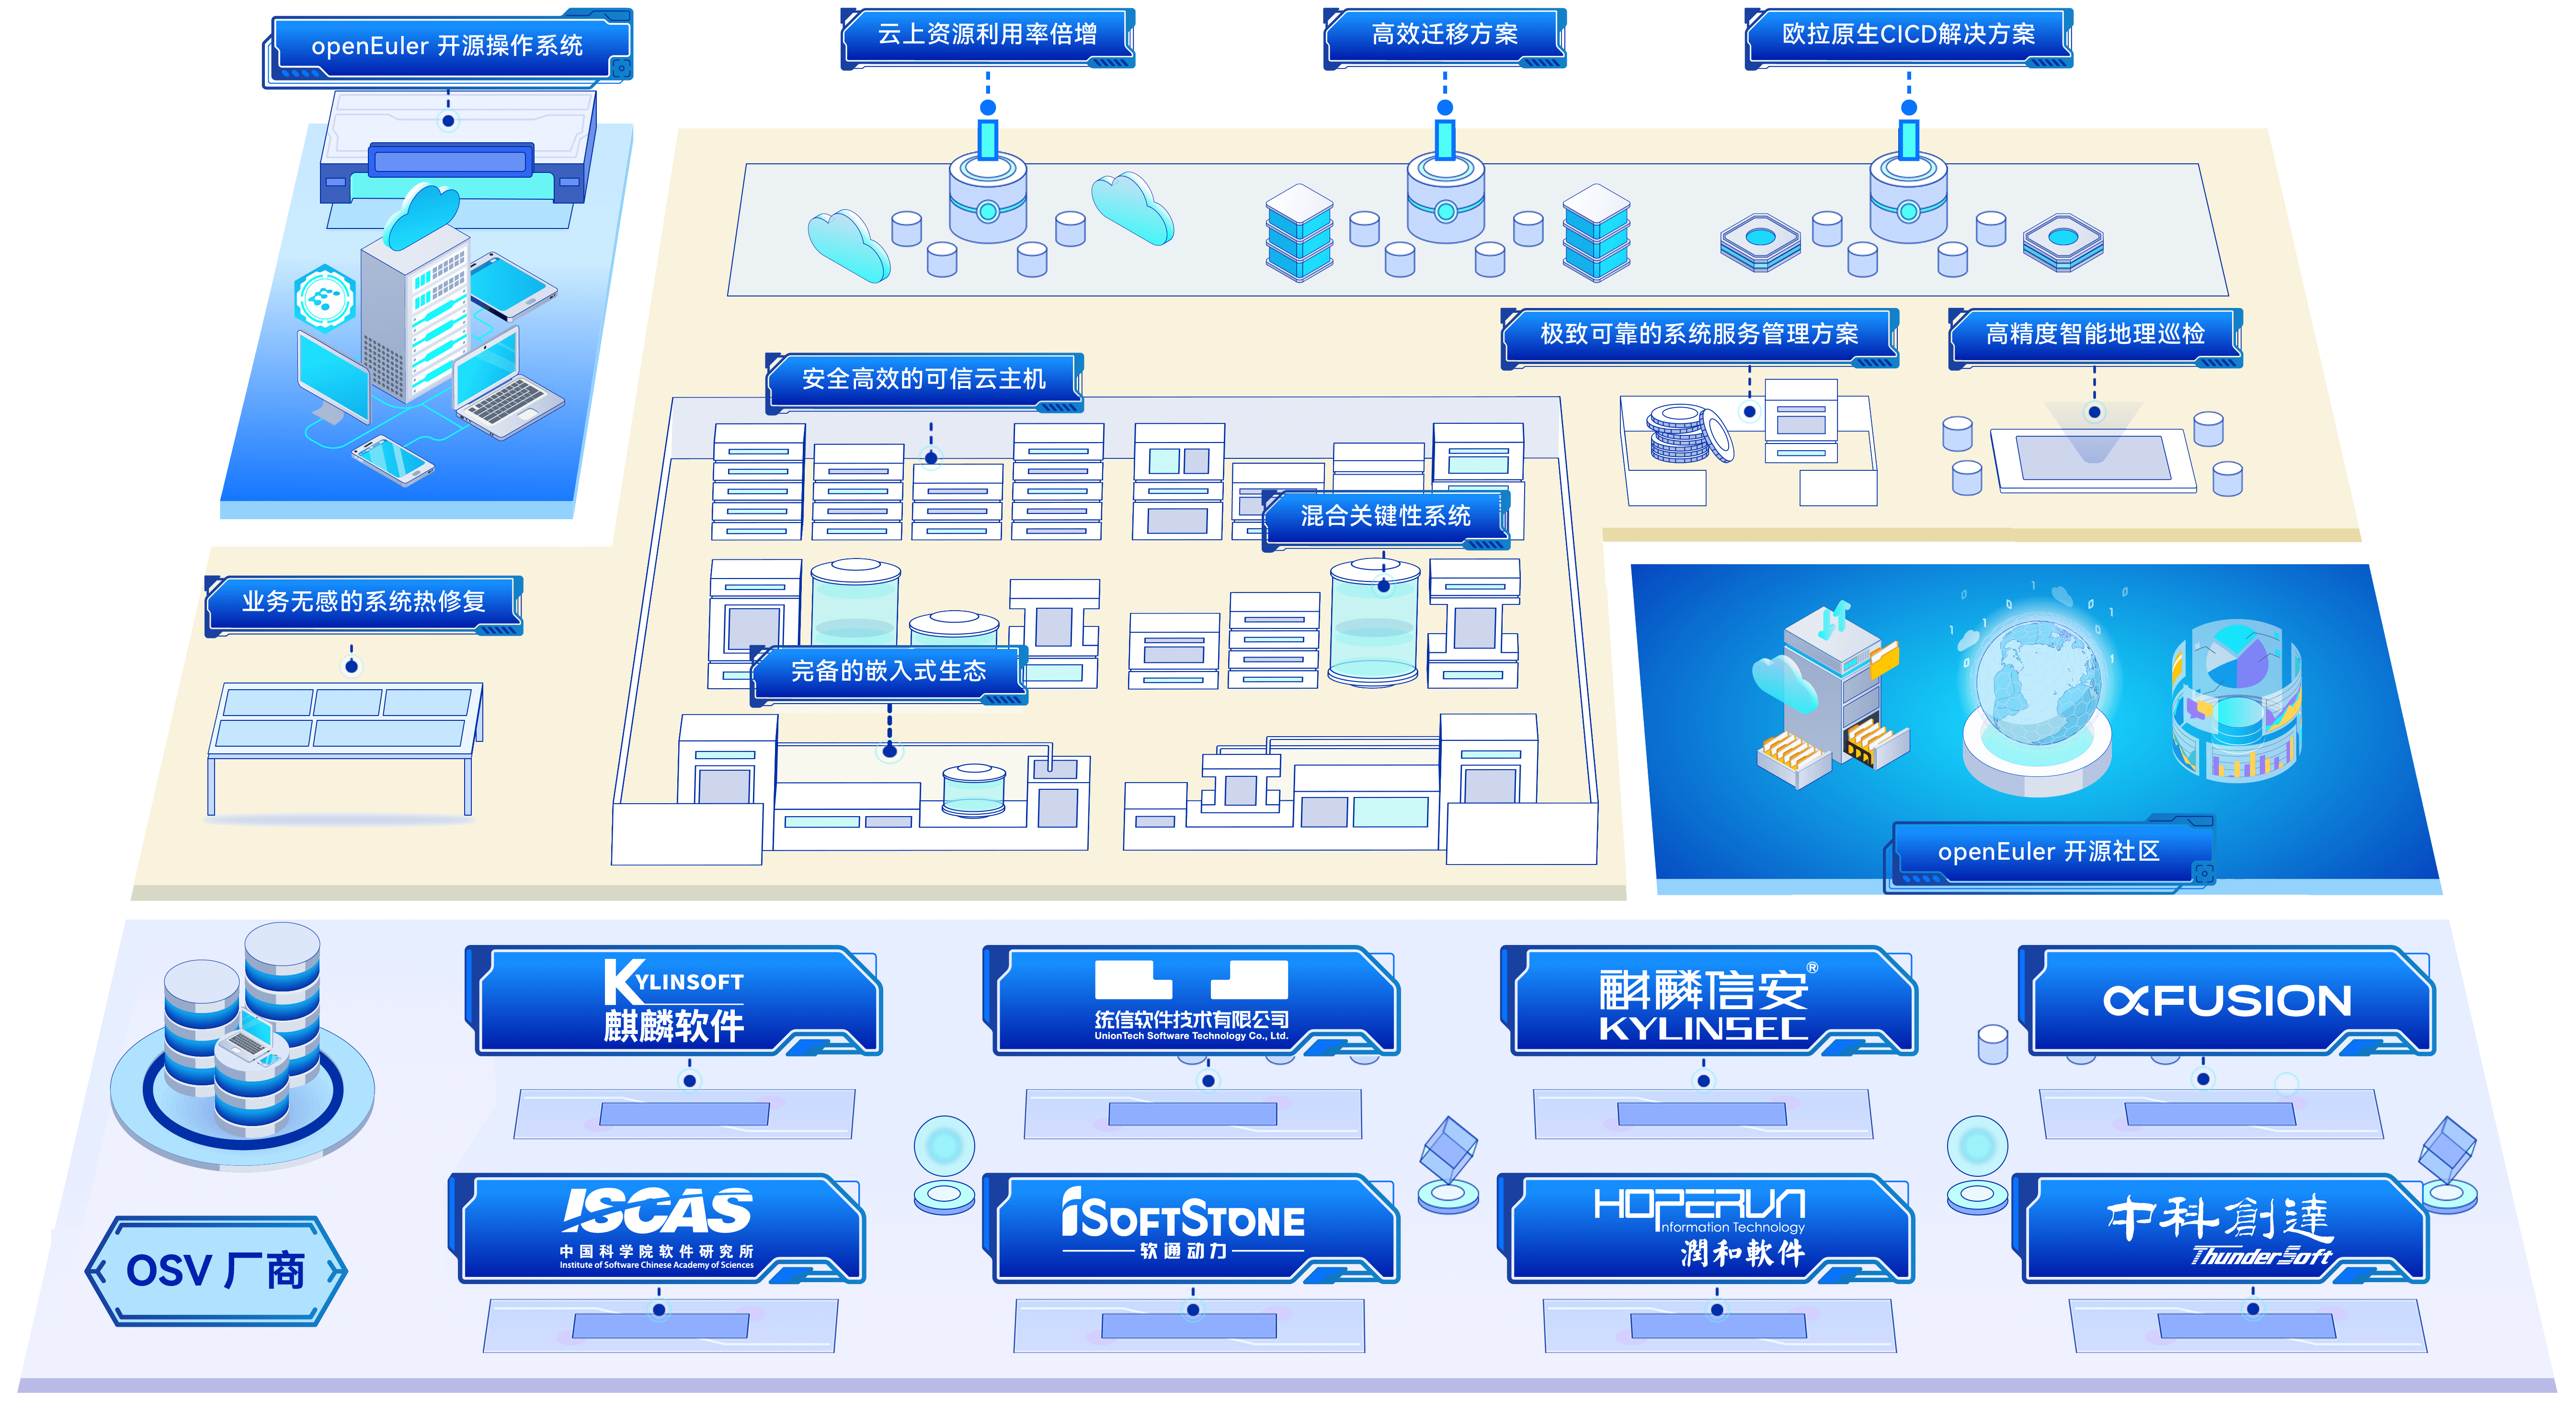 openEuler 开源操作系统
云上资源利用率倍增
高效迁移方案
欧拉原生CICD解决方案
极致可靠的系统服务管理方案
高精度智能地理巡检
安全高效的可信云主机
混合关键性系统
业务无感的系统热修复
完备的嵌入式生态
openEuler 开源社区
KYLINSOFT
麒麟软件
统信软件技术有限公司
UnionTech Software Technology Co., Ltd.
麒麟信安®
KYLINSEC
XFUSION
OSV 厂商
ISCAS
中国科学院软件研究所
Institute of Software Chinese Academy of Sciences
iSOFTSTONE
软通动力
HOPERUN
Information Technology
潤和軟件
中科創達
ThunderSoft